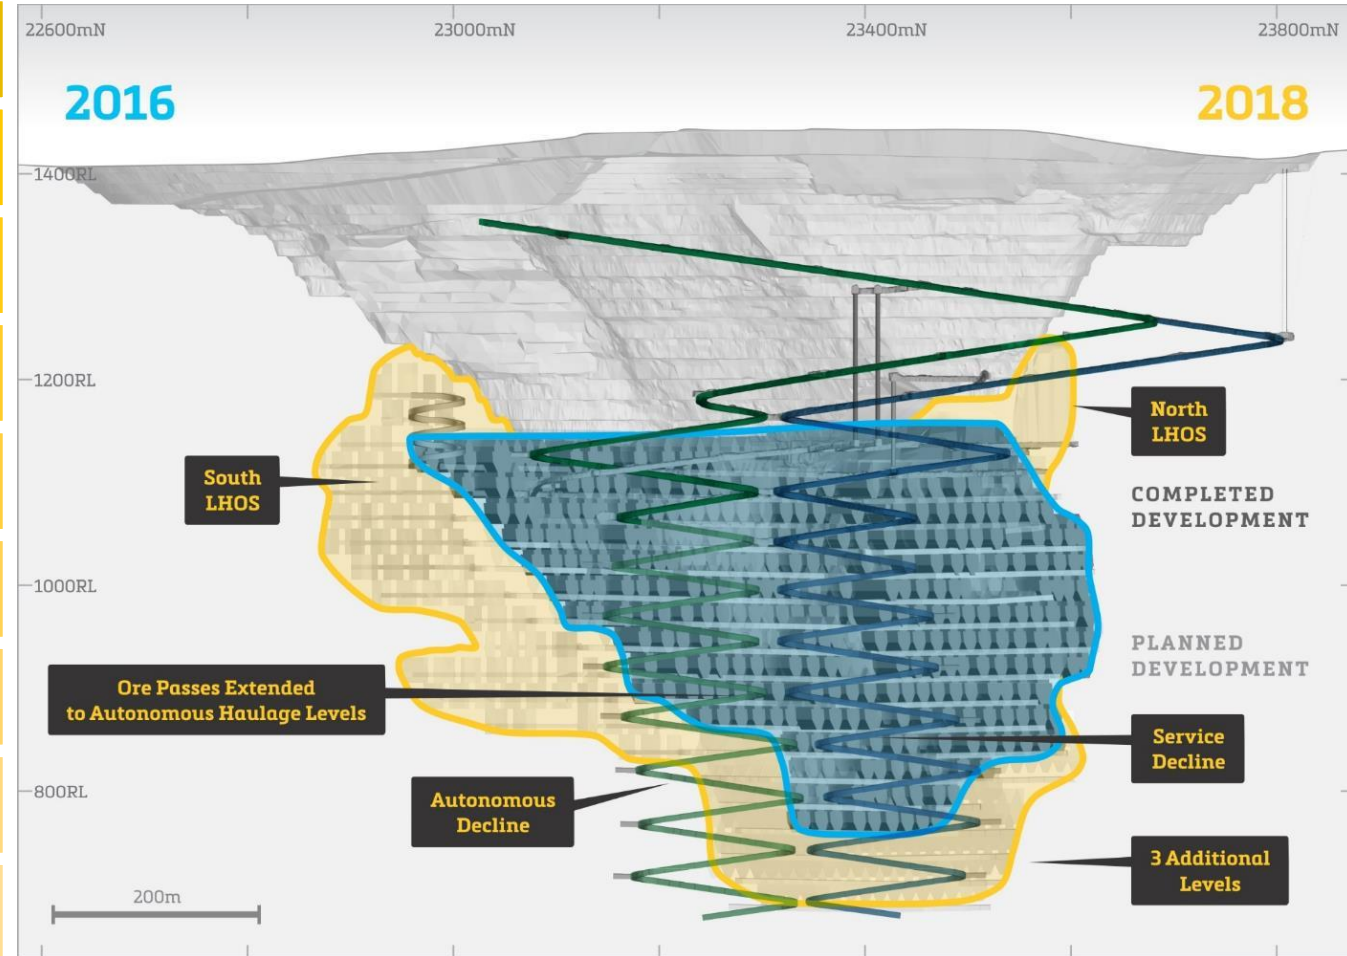 22600mN
23000mN
23400mN
23800mN
2016
2018
1400RL
1200RL
North
LHOS
South
LHOS
COMPLETED
DEVELOPMENT
1000RL
PLANNED
DEVELOPMENT
Ore Passes Extended
to Autonomous Haulage Levels
Service
Decline
800RL
Autonomous
Decline
3 Additional
Levels
200m